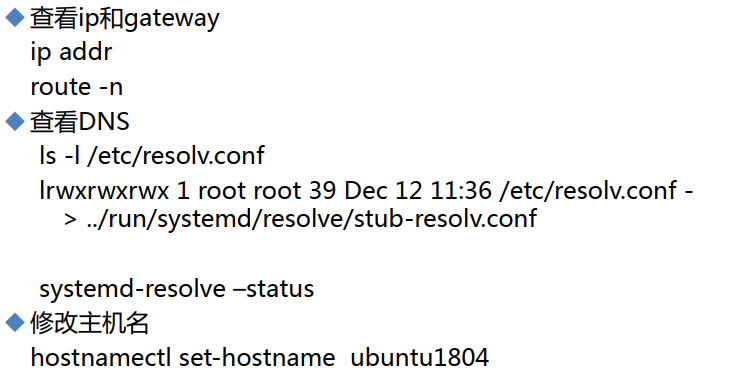 查看ip和gateway
ip addr
route -n
查看DNS
ls -l /etc/resolv.conf
lrwxrwxrwx 1 root root 39 Dec 12 11:36 /etc/resolv.conf -
> ../run/systemd/resolve/stub-resolv.conf
systemd-resolve –status
修改主机名
hostnamectl set-hostname  ubuntu1804